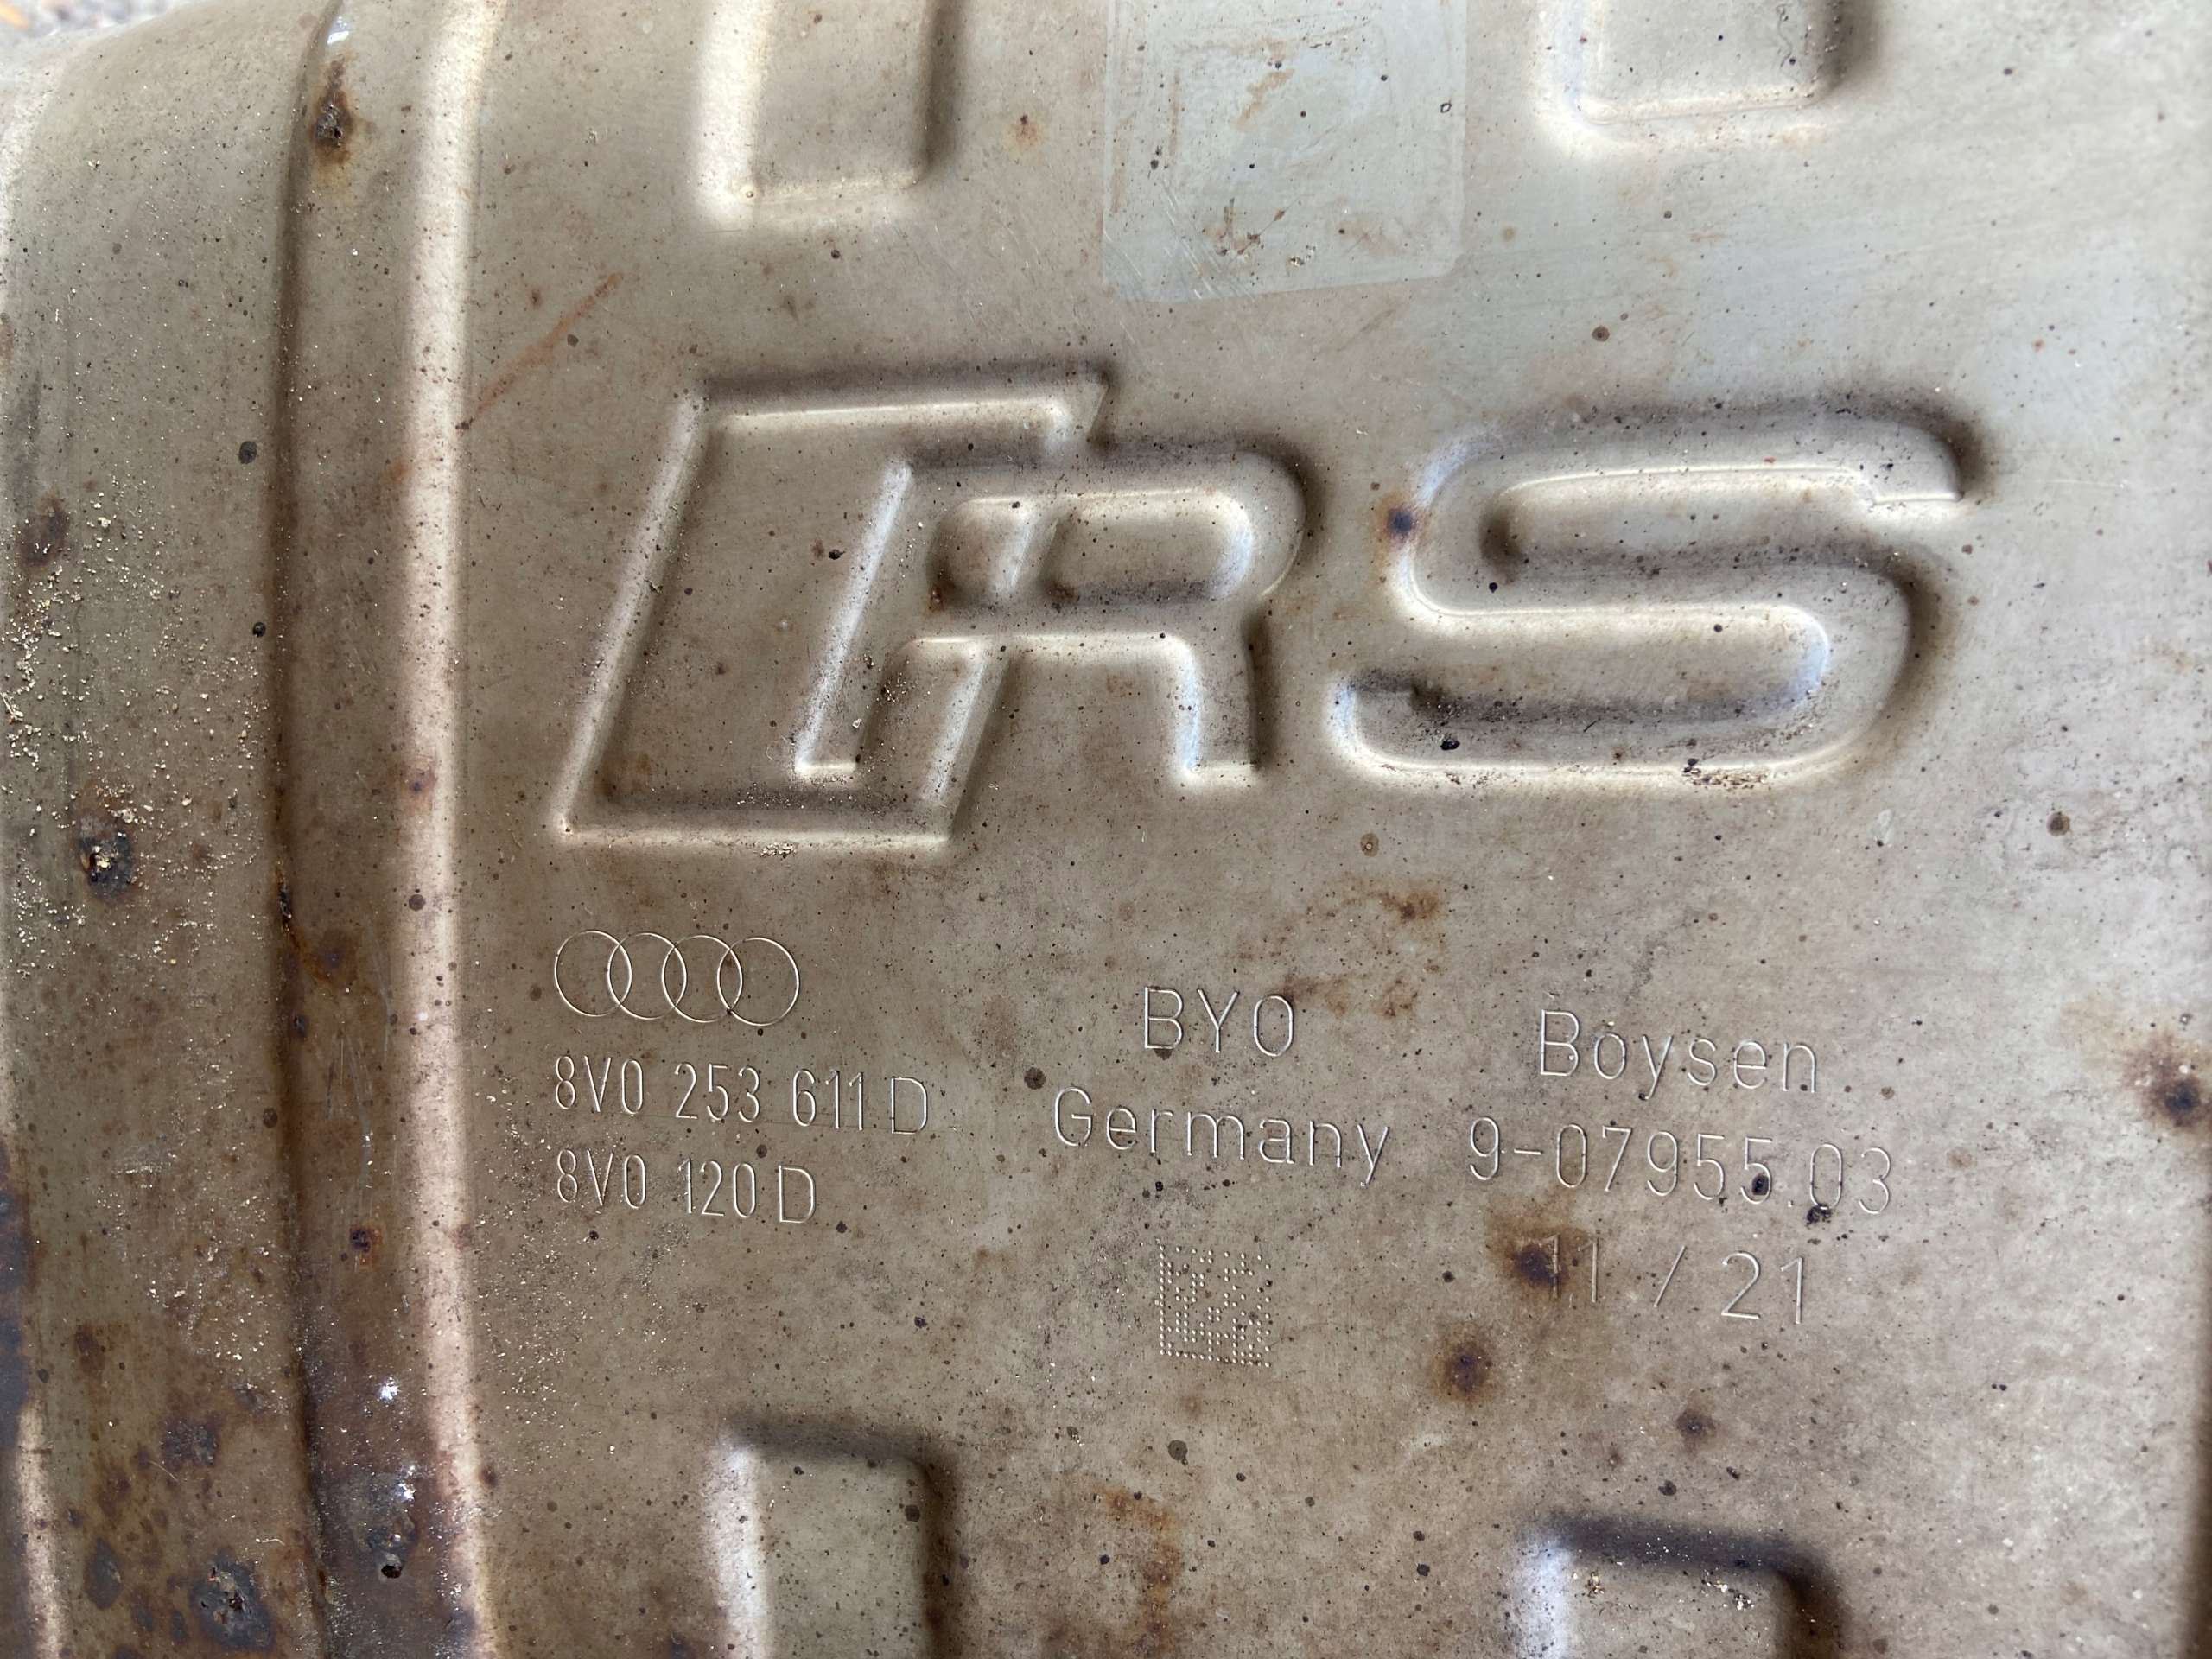 RS
8V0 253 611 D
8V0 120 D
BYO
Germany
Boysen
9-07955.03
11 / 21